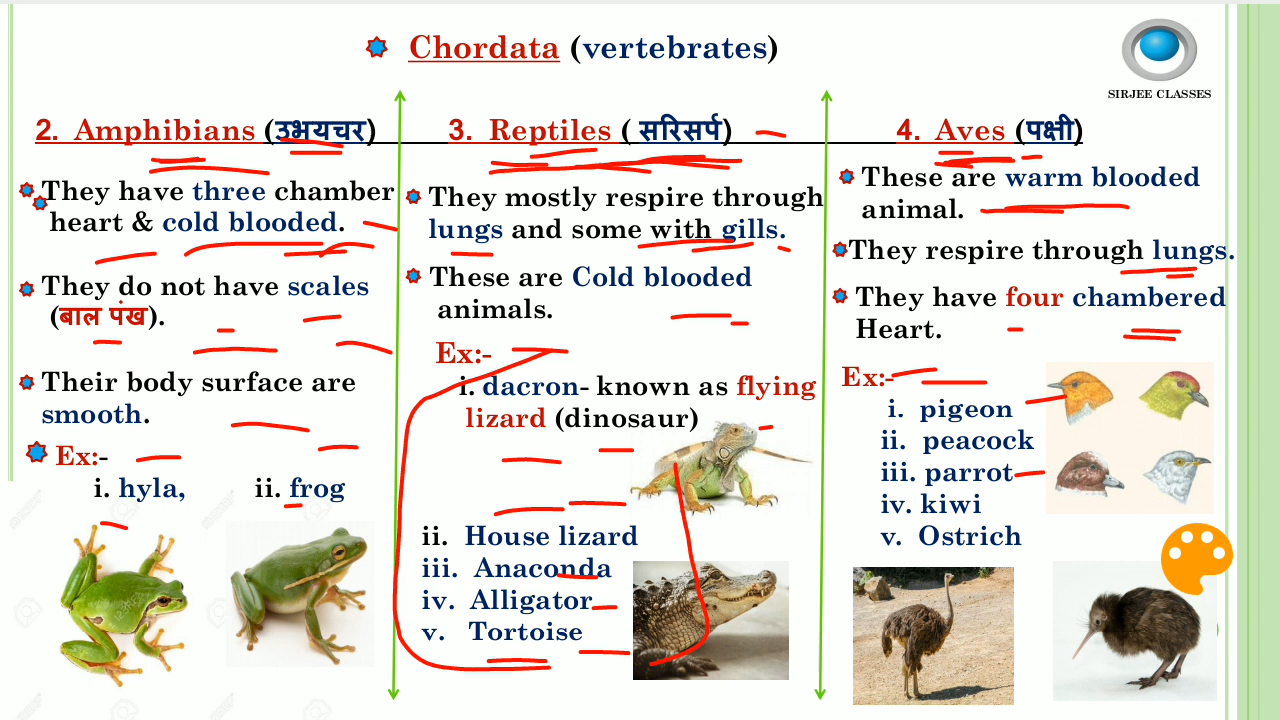 Chordata (vertebrates)
SIRJEE CLASSES
2. Amphibians (उभयचर)
They have three chamber
heart & cold blooded.
They do not have scales
(बाल पंख).
Their body surface are
smooth.
Ex:-
i. hyla, ii. frog
3. Reptiles ( सरिसर्प)
They mostly respire through
lungs and some with gills.
These are Cold blooded
animals.
Ex:-
i. dacron- known as flying
lizard (dinosaur)
ii. House lizard
iii. Anaconda
iv. Alligator
v. Tortoise
4. Aves (पक्षी)
These are warm blooded
animal.
They respire through lungs.
They have four chambered
Heart.
Ex:-
i. pigeon
ii. peacock
iii. parrot
iv. kiwi
v. Ostrich